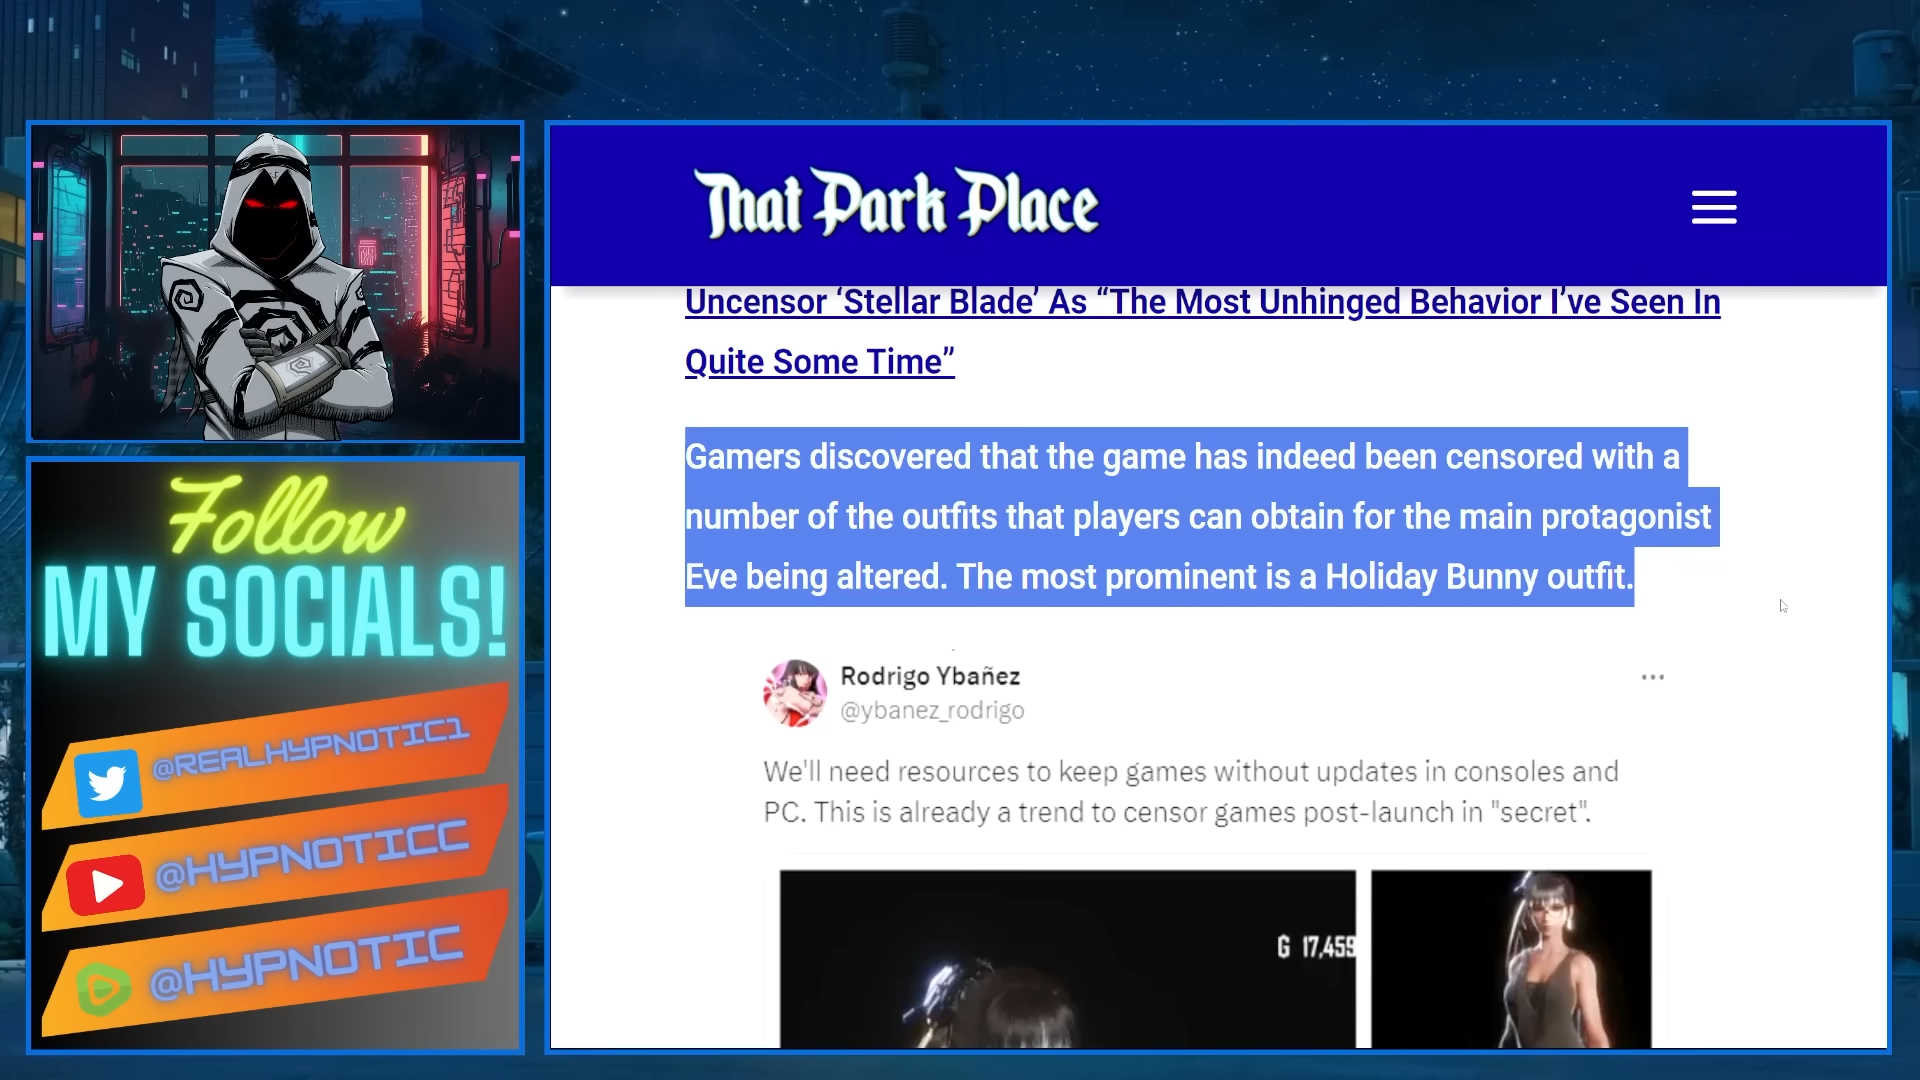 That Park Place
Uncensor ‘Stellar Blade’ As “The Most Unhinged Behavior I’ve Seen In
Quite Some Time”
Gamers discovered that the game has indeed been censored with a
number of the outfits that players can obtain for the main protagonist
Eve being altered. The most prominent is a Holiday Bunny outfit.
Rodrigo Ybañez
@ybanez_rodrigo
We'll need resources to keep games without updates in consoles and
PC. This is already a trend to censor games post-launch in "secret".
G 17,459
Follow
MY SOCIALS!
@REALHYPNOTIC1
@HYPNOTICC
@HYPNOTIC